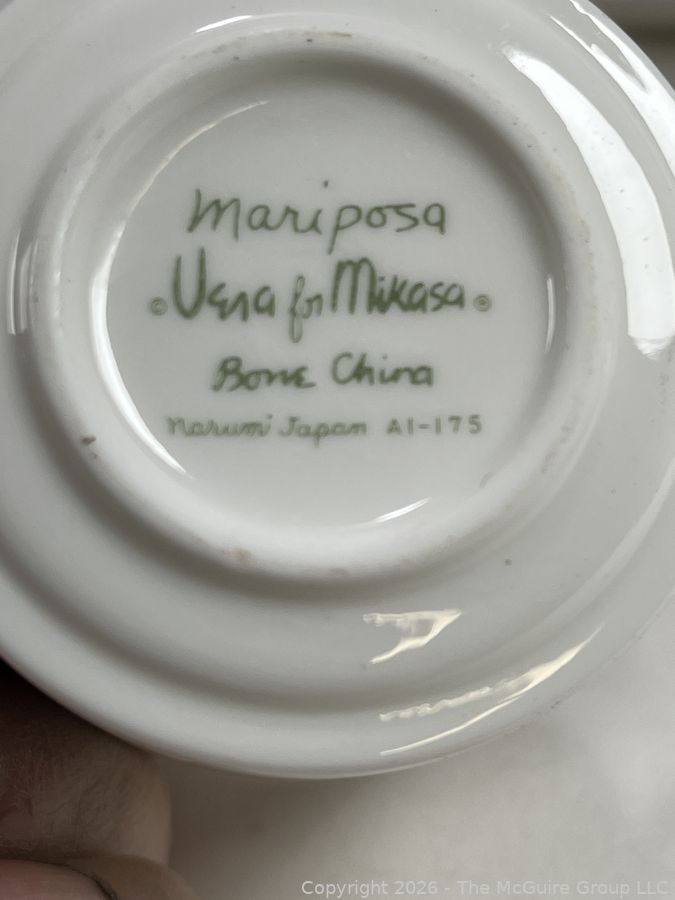 Mariposa
© Vera for Mikasa ©
Bone China
Narumi Japan A1-175
Copyright 2026 - The McGuire Group LLC